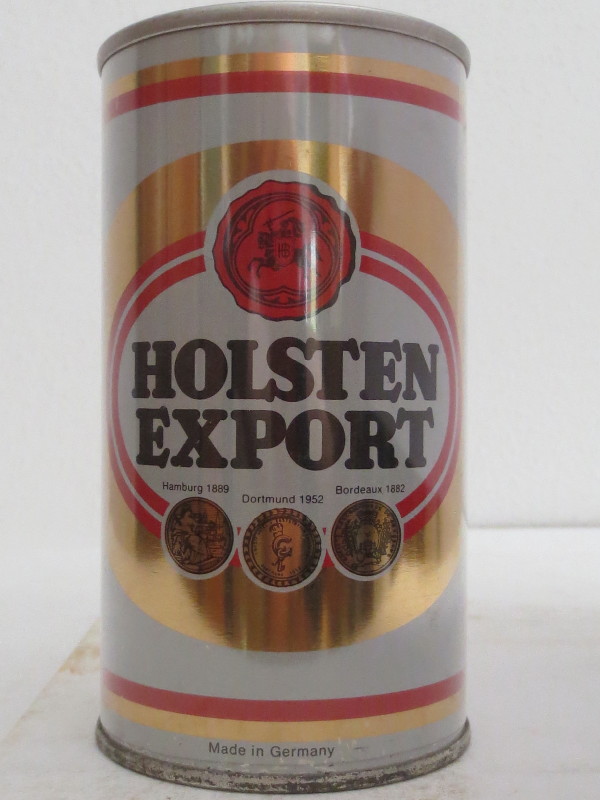 HOLSTEN
EXPORT
Hamburg 1889
Dortmund 1952
Bordeaux 1882
Made in Germany